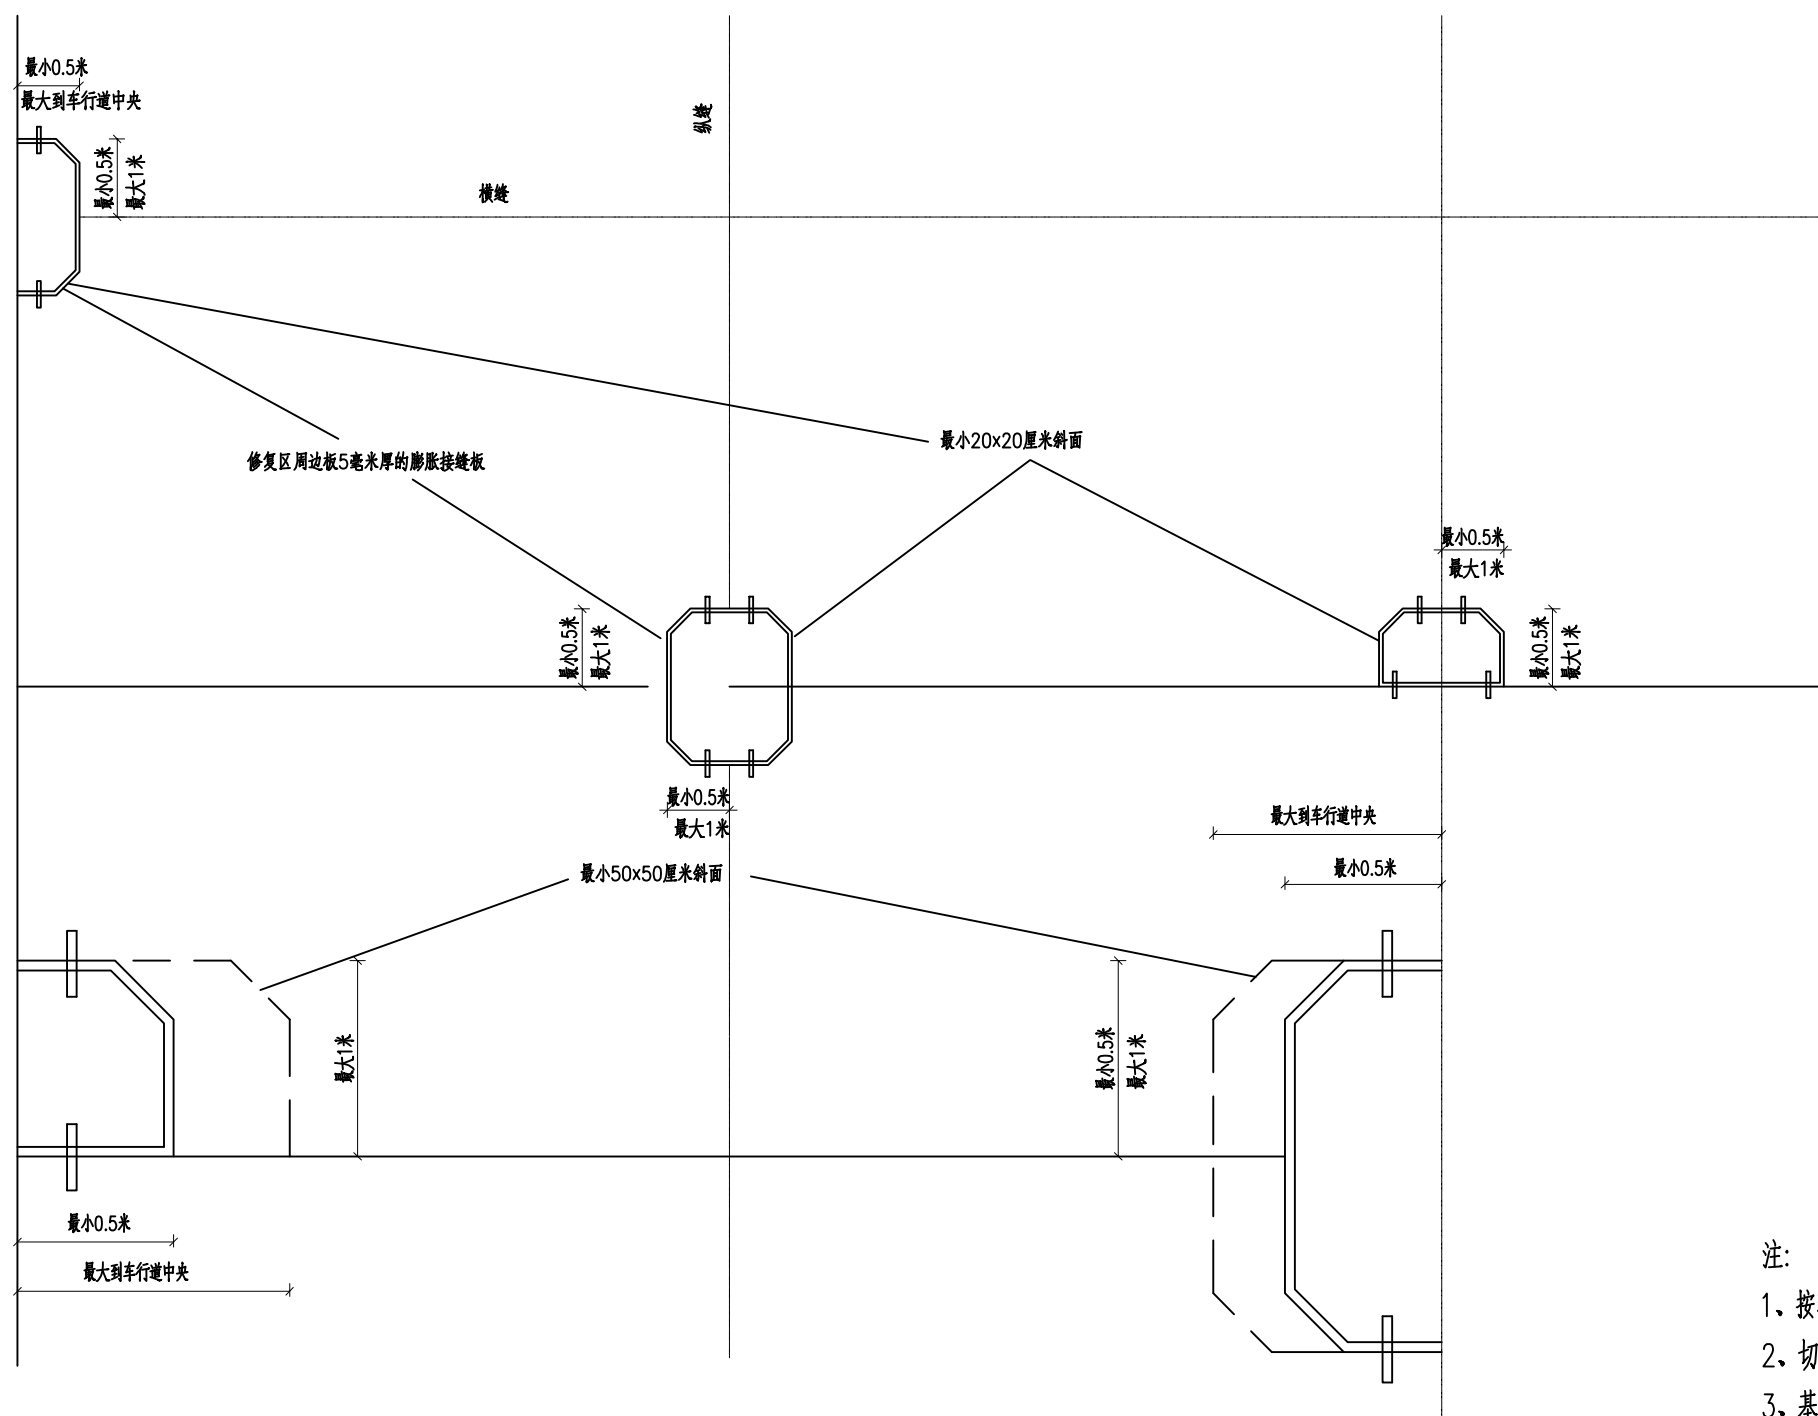 最小0.5米
最大到车行道中央
最小0.5米
最大1米
纵缝
横缝
最小20x20厘米斜面
修复区周边板5毫米厚的膨胀接缝板
最小0.5米
最大1米
最小0.5米
最大1米
最小0.5米
最大1米
最小0.5米
最大1米
最大到车行道中央
最小0.5米
最小50x50厘米斜面
最大1米
最小0.5米
最大1米
最小0.5米
最大到车行道中央
注:
1、按
2、切
3、基